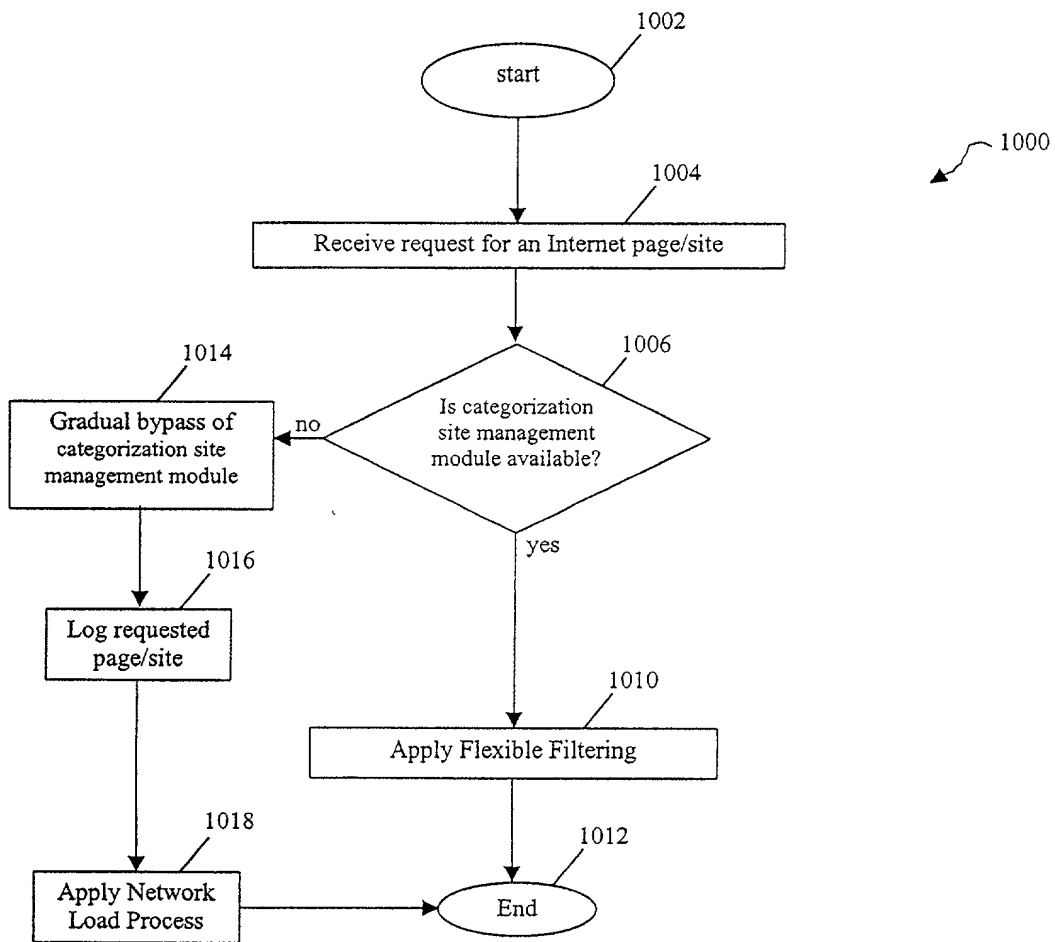 1002
start
1000
1004
Receive request for an Internet page/site
1006
Is categorization
site management
module available?
no
yes
1014
Gradual bypass of
categorization site
management module
1016
Log requested
page/site
1010
Apply Flexible Filtering
1018
Apply Network
Load Process
1012
End